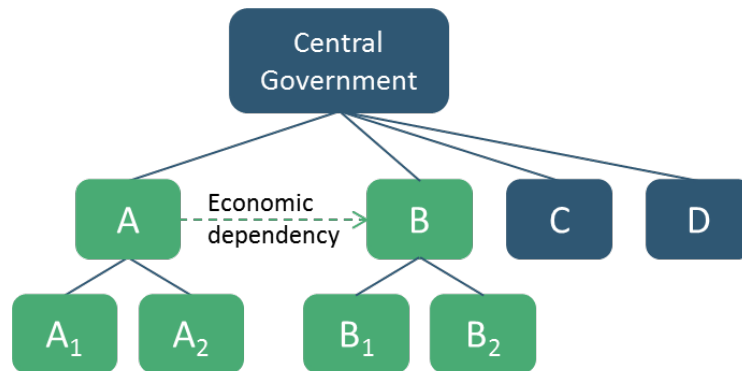 Central
Government
A
Economic
dependency
B
C
D
A₁
A₂
B₁
B₂